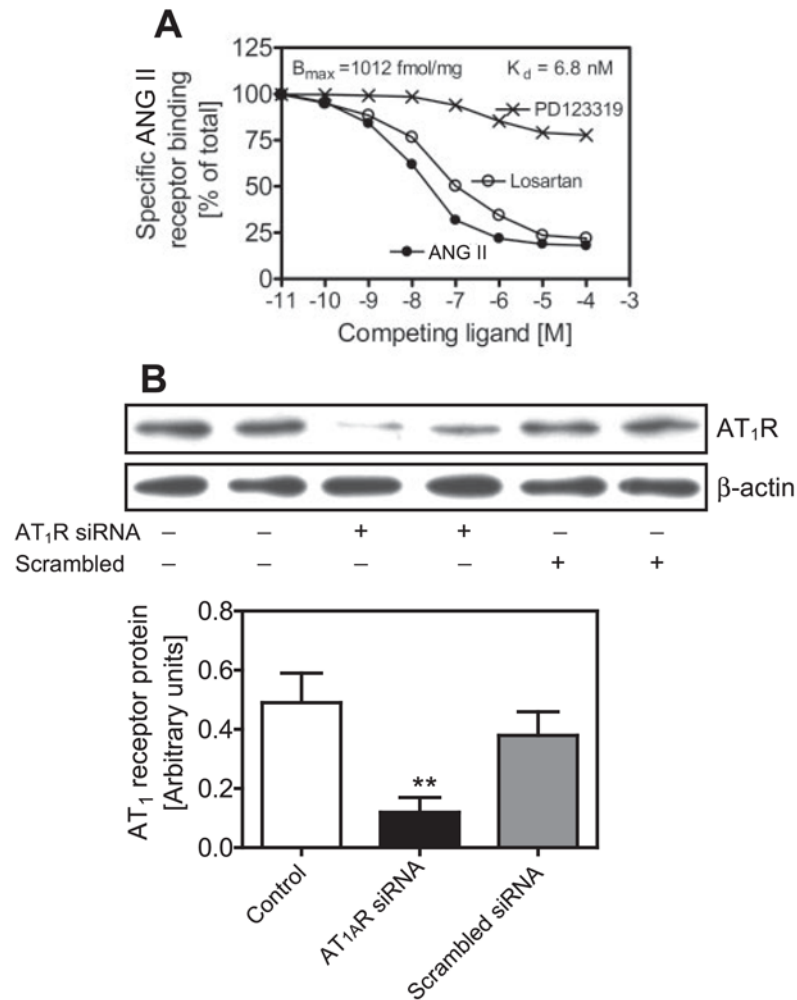 A
Specific ANG II
receptor binding
[% of total]
125
100
75
50
25
0
Bmax =1012 fmol/mg
Kd = 6.8 nM
PD123319
Losartan
ANG II
-11 -10 -9 -8 -7 -6 -5 -4 -3
Competing ligand [M]
B
AT1R
β-actin
AT1R siRNA – – + + – –
Scrambled – – – – + +
AT1 receptor protein
[Arbitrary units]
0.8
0.6
0.4
0.2
0.0
**
Control
AT1AR siRNA
Scrambled siRNA